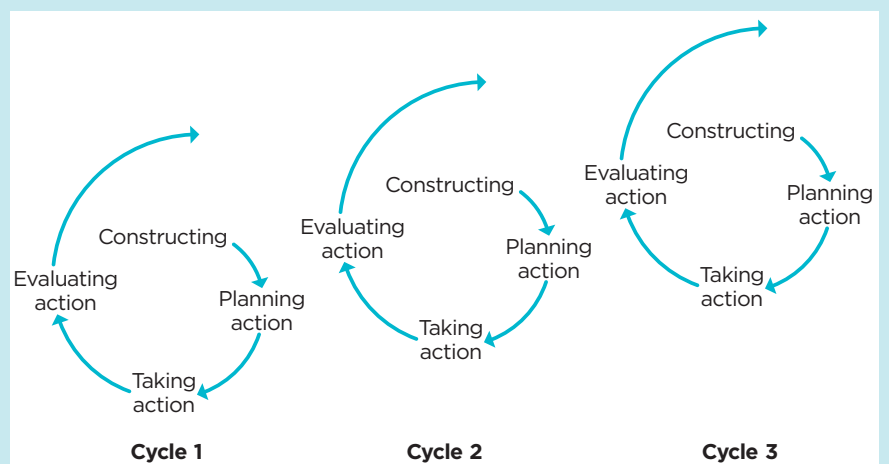 Constructing
Planning
action
Taking
action
Evaluating
action
Cycle 1
Constructing
Planning
action
Taking
action
Evaluating
action
Cycle 2
Constructing
Planning
action
Taking
action
Evaluating
action
Cycle 3